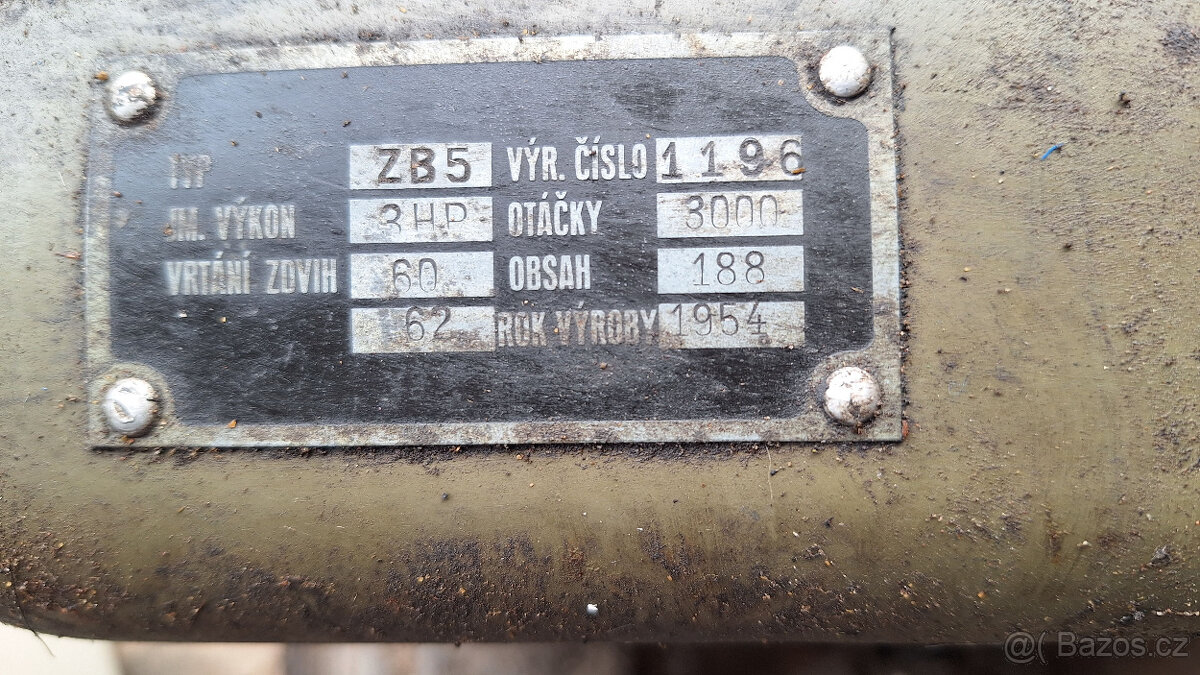 TYP ZB5 VÝR. ČÍSLO 1196
JM. VÝKON 3HP OTÁČKY 3000
VRTÁNÍ ZDVIH 60 OBSAH 188
62 ROK VÝROBY 1954
@( Bazos.cz